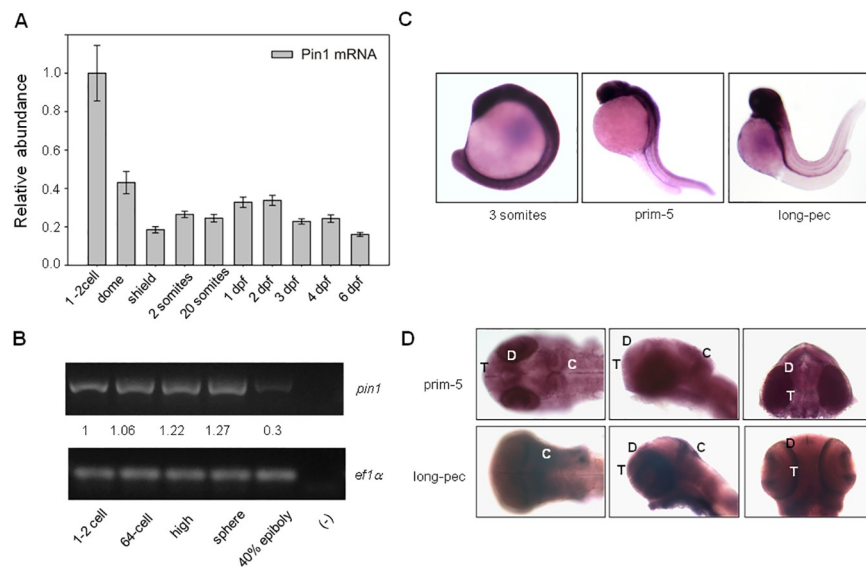 A
Pin1 mRNA
Relative abundance
1.0
0.8
0.6
0.4
0.2
0.0
1 -2cell
dome
shield
2 somites
20 somites
1 dpf
2 dpf
3 dpf
4 dpf
6 dpf
B
pin1
1 1.06 1.22 1.27 0.3
ef1α
1-2 cell
64-cell
high
sphere
40% epiboly
(-)
C
3 somites
prim-5
long-pec
D
prim-5
T D C
D T C
D T
long-pec
C
D T C
D T